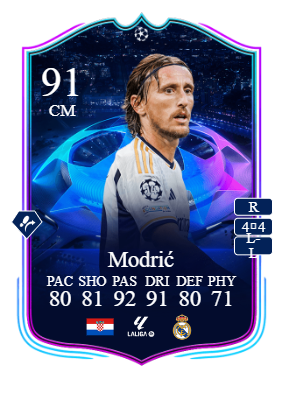 91
CM
R
4▯4
L-
I
Modrić
PAC SHO PAS DRI DEF PHY
80 81 92 91 80 71
LALIGA